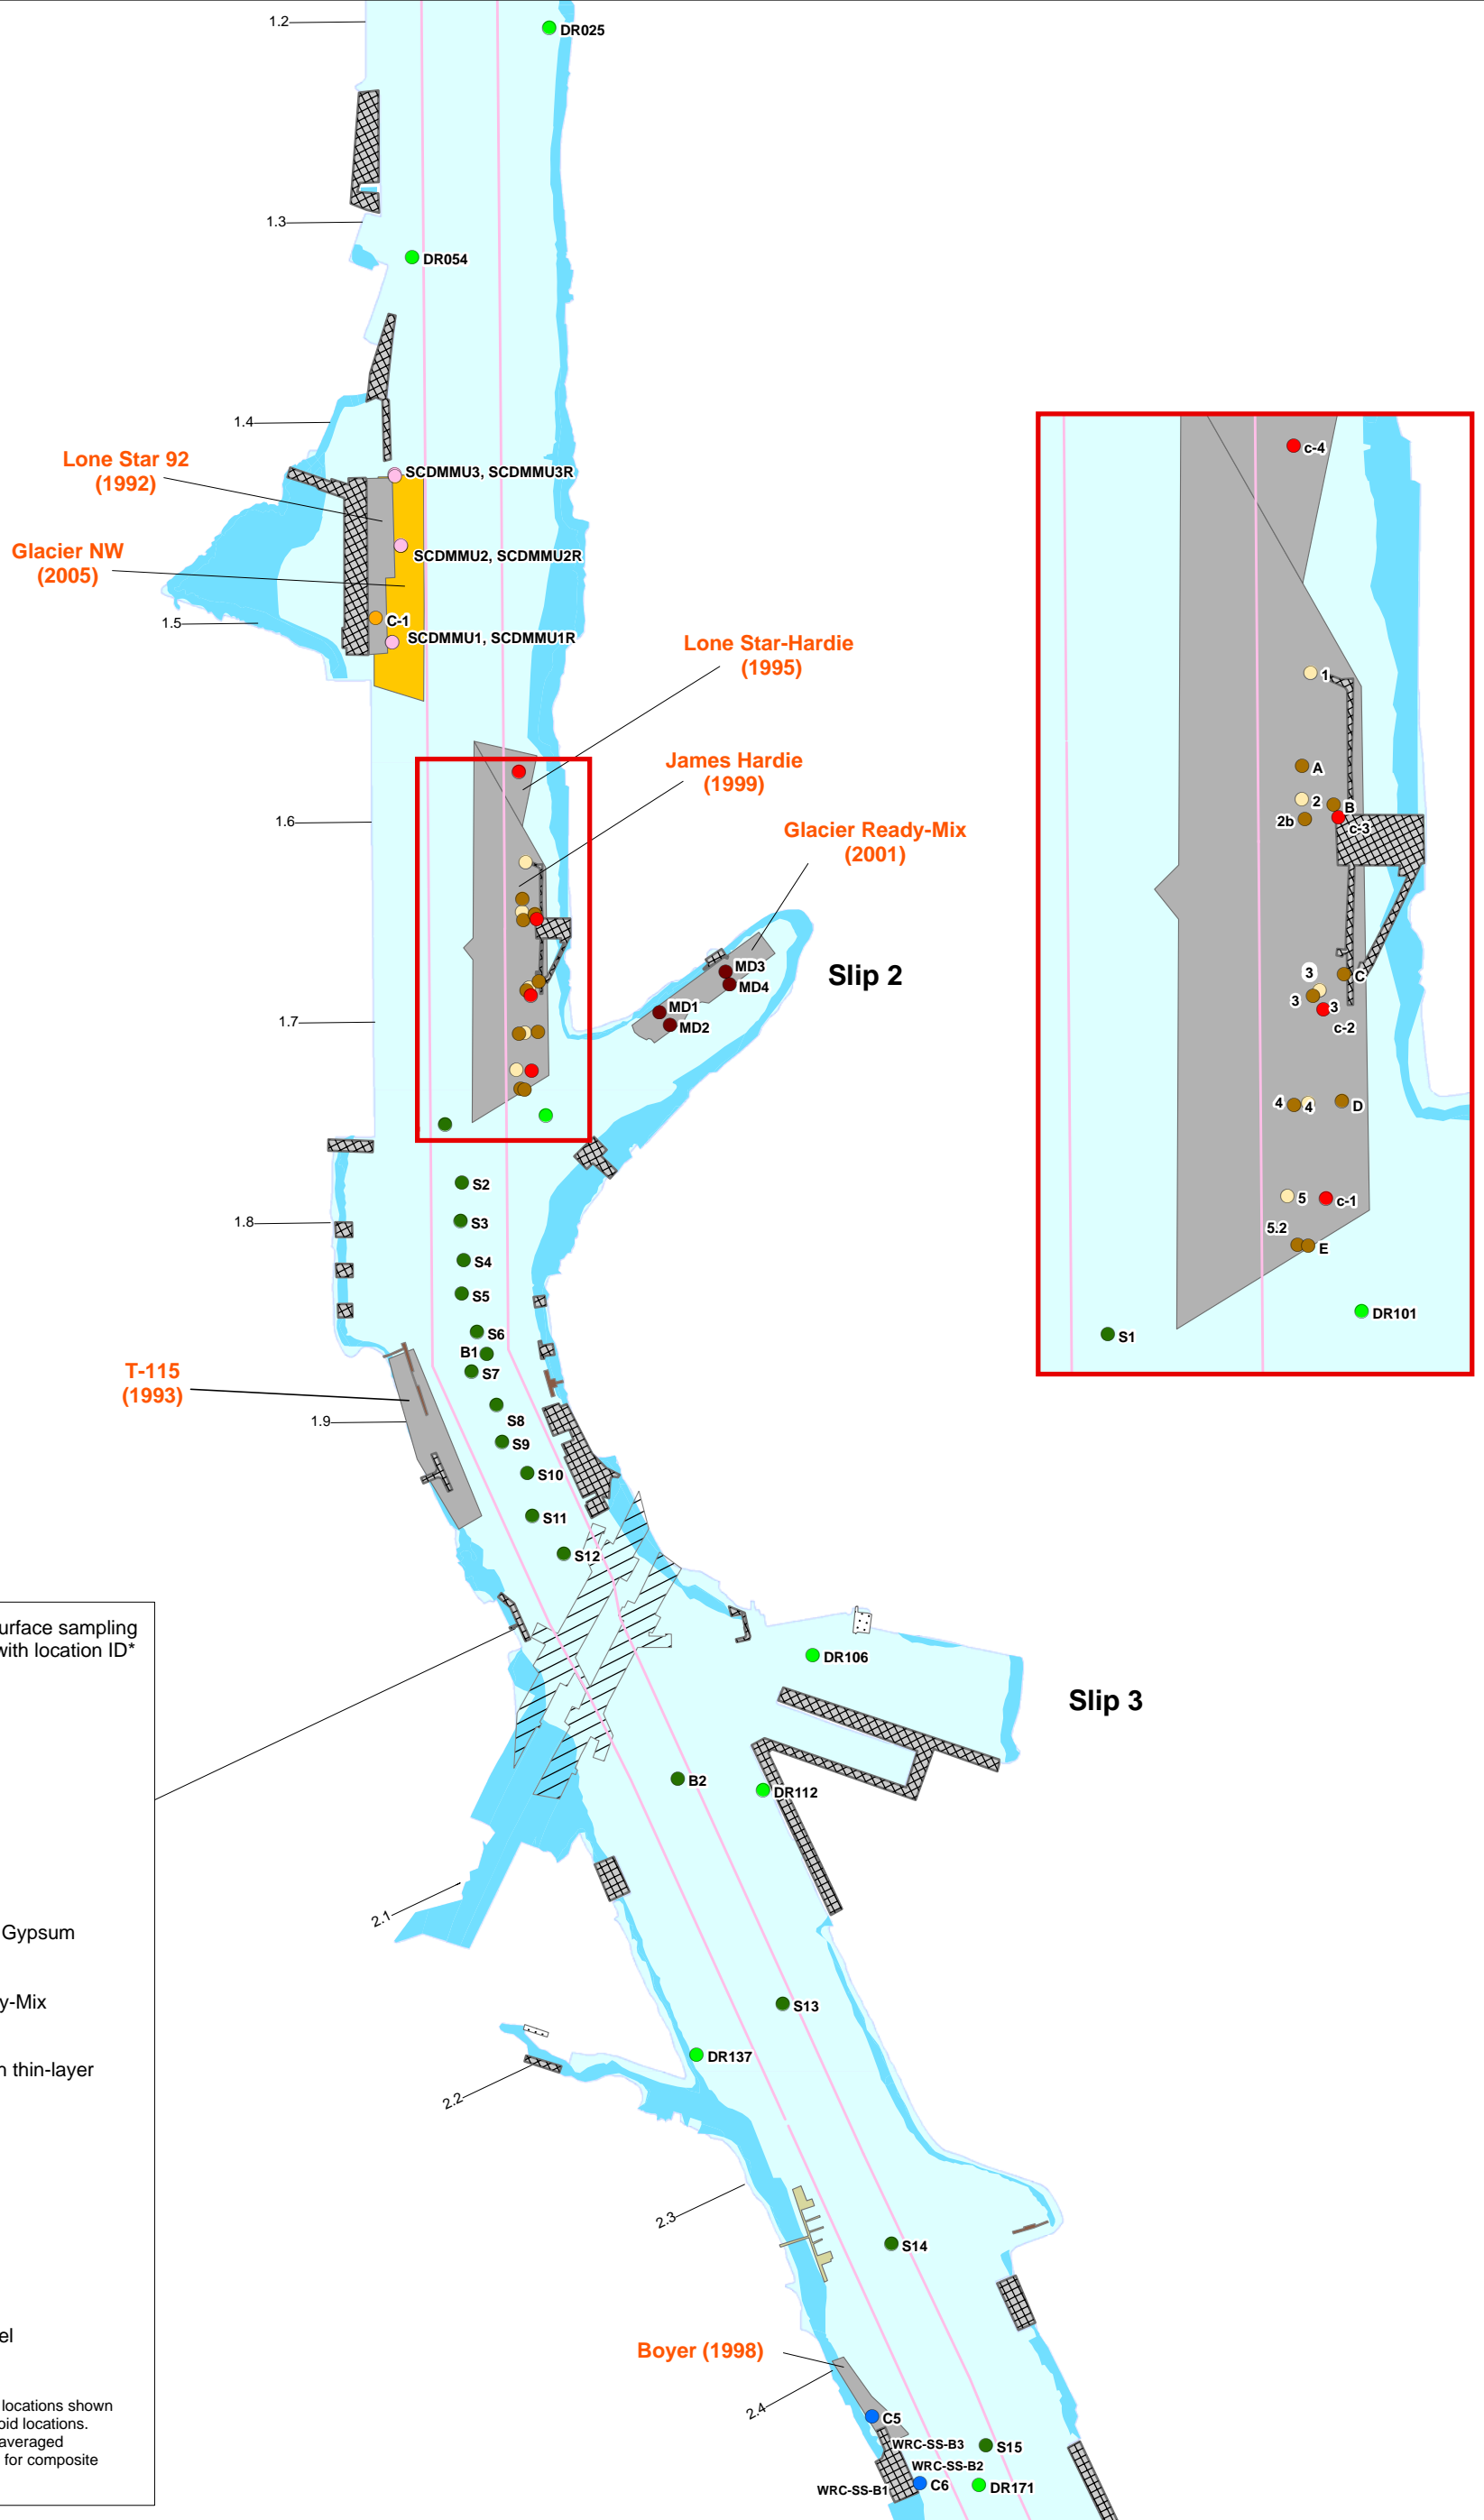 1.2
DR025
1.3
DR054
1.4
Lone Star 92
(1992)
SCDMMU3, SCDMMU3R
c-4
Glacier NW
(2005)
SCDMMU2, SCDMMU2R
1.5
C-1
SCDMMU1, SCDMMU1R
Lone Star-Hardie
(1995)
1
James Hardie
(1999)
A
2
B
2b
c-3
1.6
Glacier Ready-Mix
(2001)
MD3
Slip 2
MD4
3
C
3
3
c-2
MD1
MD2
1.7
4
4
D
5
c-1
5.2
E
DR101
S1
S2
1.8
S3
S4
S5
S6
B1
S7
T-115
(1993)
S8
1.9
S9
S10
S11
S12
urface sampling
with location ID*
DR106
Slip 3
B2
DR112
2.1
Gypsum
y-Mix
S13
DR137
n thin-layer
2.2
2.3
S14
el
Boyer (1998)
2.4
locations shown
oid locations.
averaged
for composite
C5
WRC-SS-B3
S15
WRC-SS-B2
WRC-SS-B1
C6
DR171